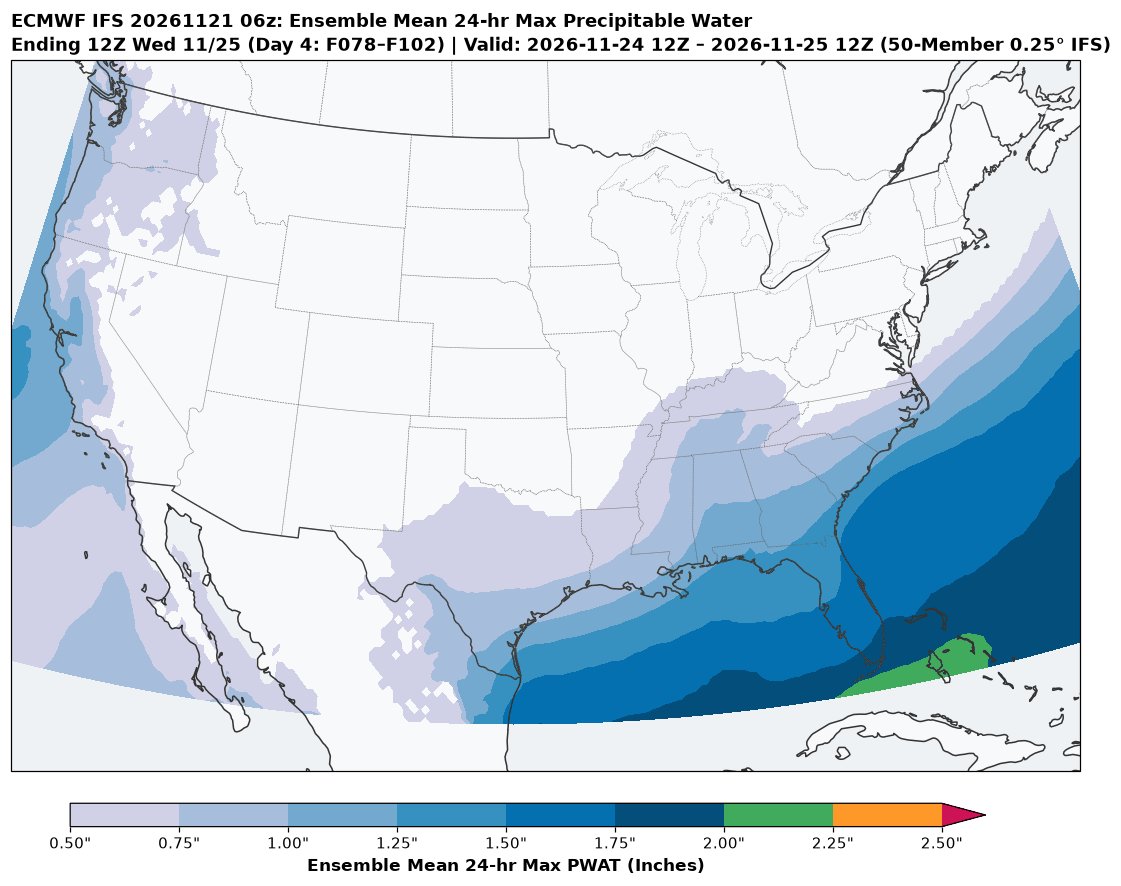 ECMWF IFS 20261121 06z: Ensemble Mean 24-hr Max Precipitable Water
Ending 12Z Wed 11/25 (Day 4: F078–F102) | Valid: 2026-11-24 12Z – 2026-11-25 12Z (50-Member 0.25° IFS)
0.50" 0.75" 1.00" 1.25" 1.50" 1.75" 2.00" 2.25" 2.50"
Ensemble Mean 24-hr Max PWAT (Inches)